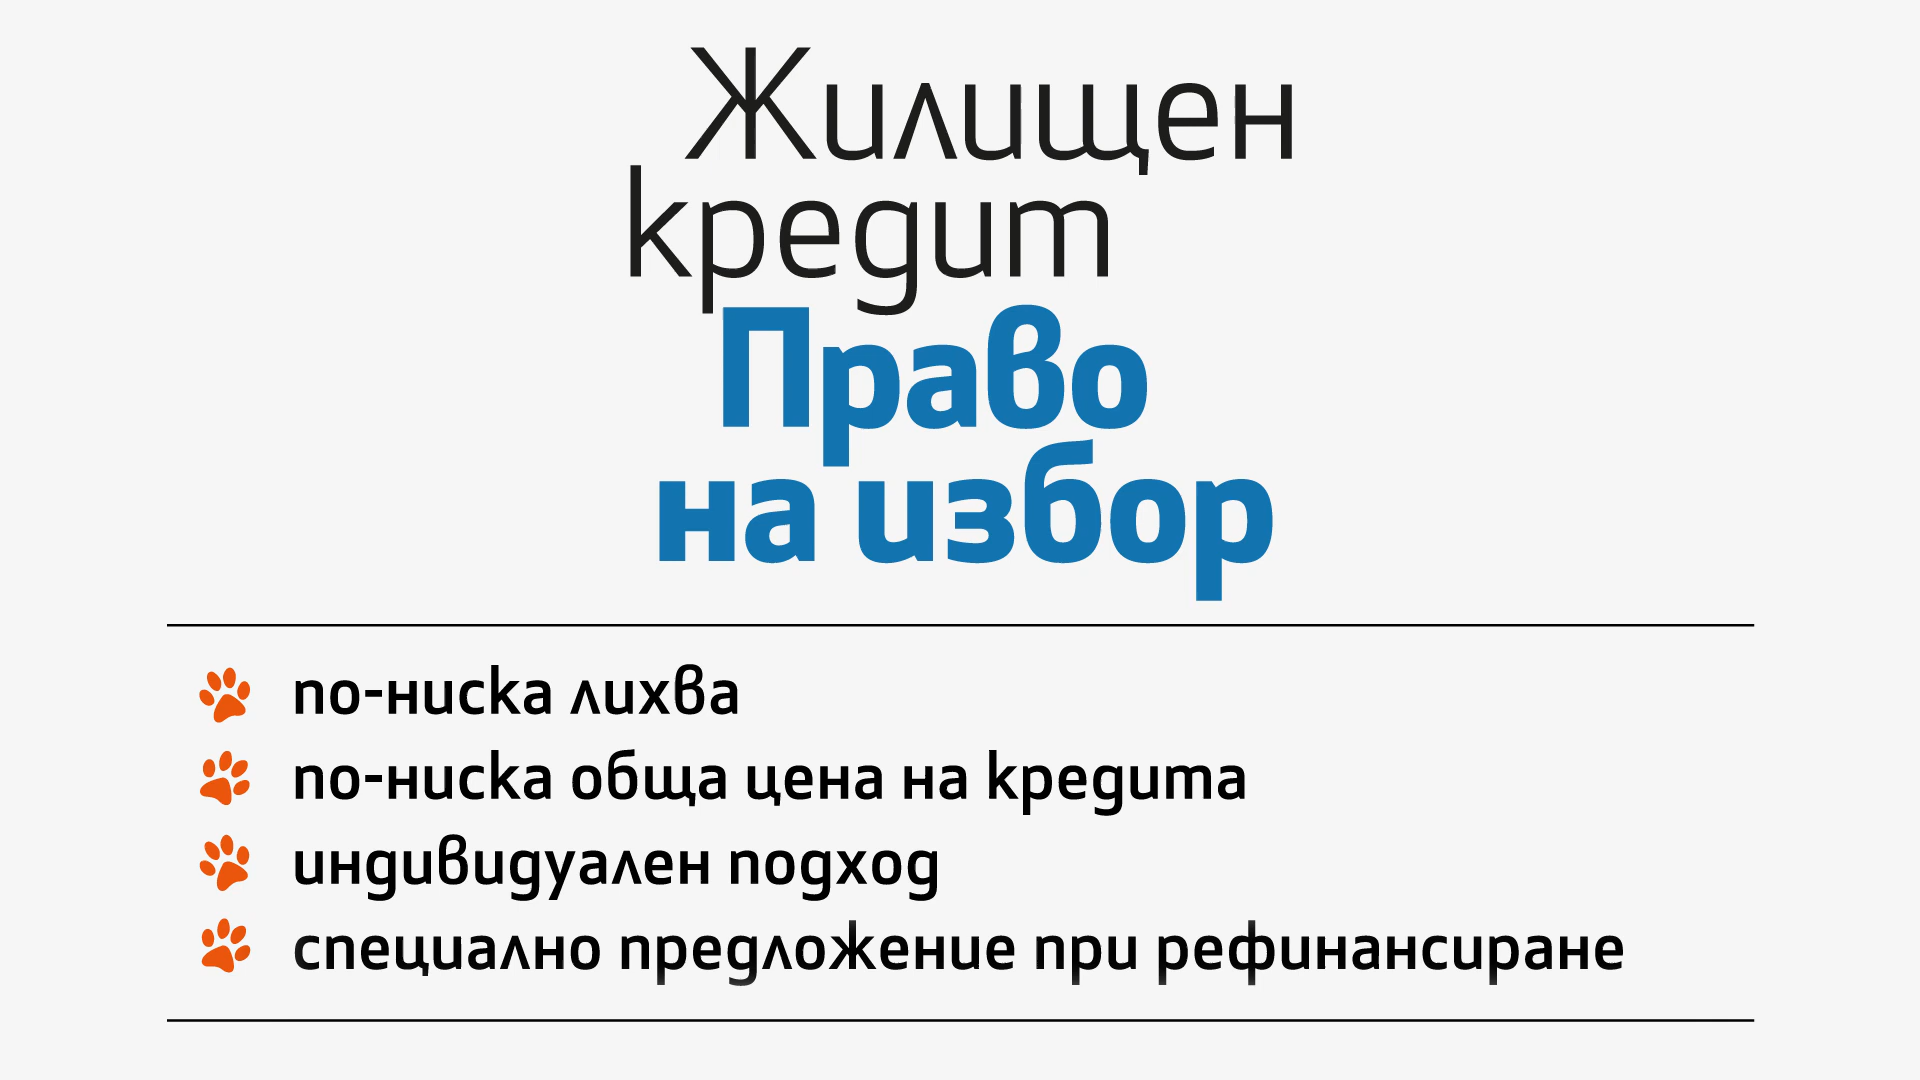 Жилищен
кредит
Право
на избор
по-ниска лихва
по-ниска обща цена на кредита
индивидуален подход
специално предложение при рефинансиране